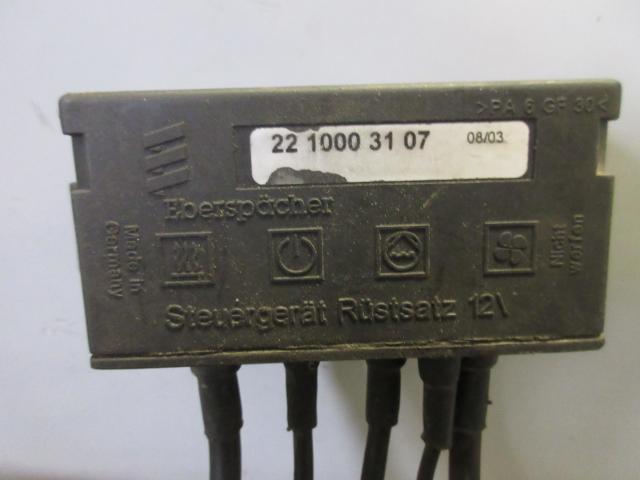 >PA 6 GF 30<
22 1000 31 07 08/03
Eberspächer
Made in
Germany
Nicht
werfen
Steuergerät Rüstsatz 12V